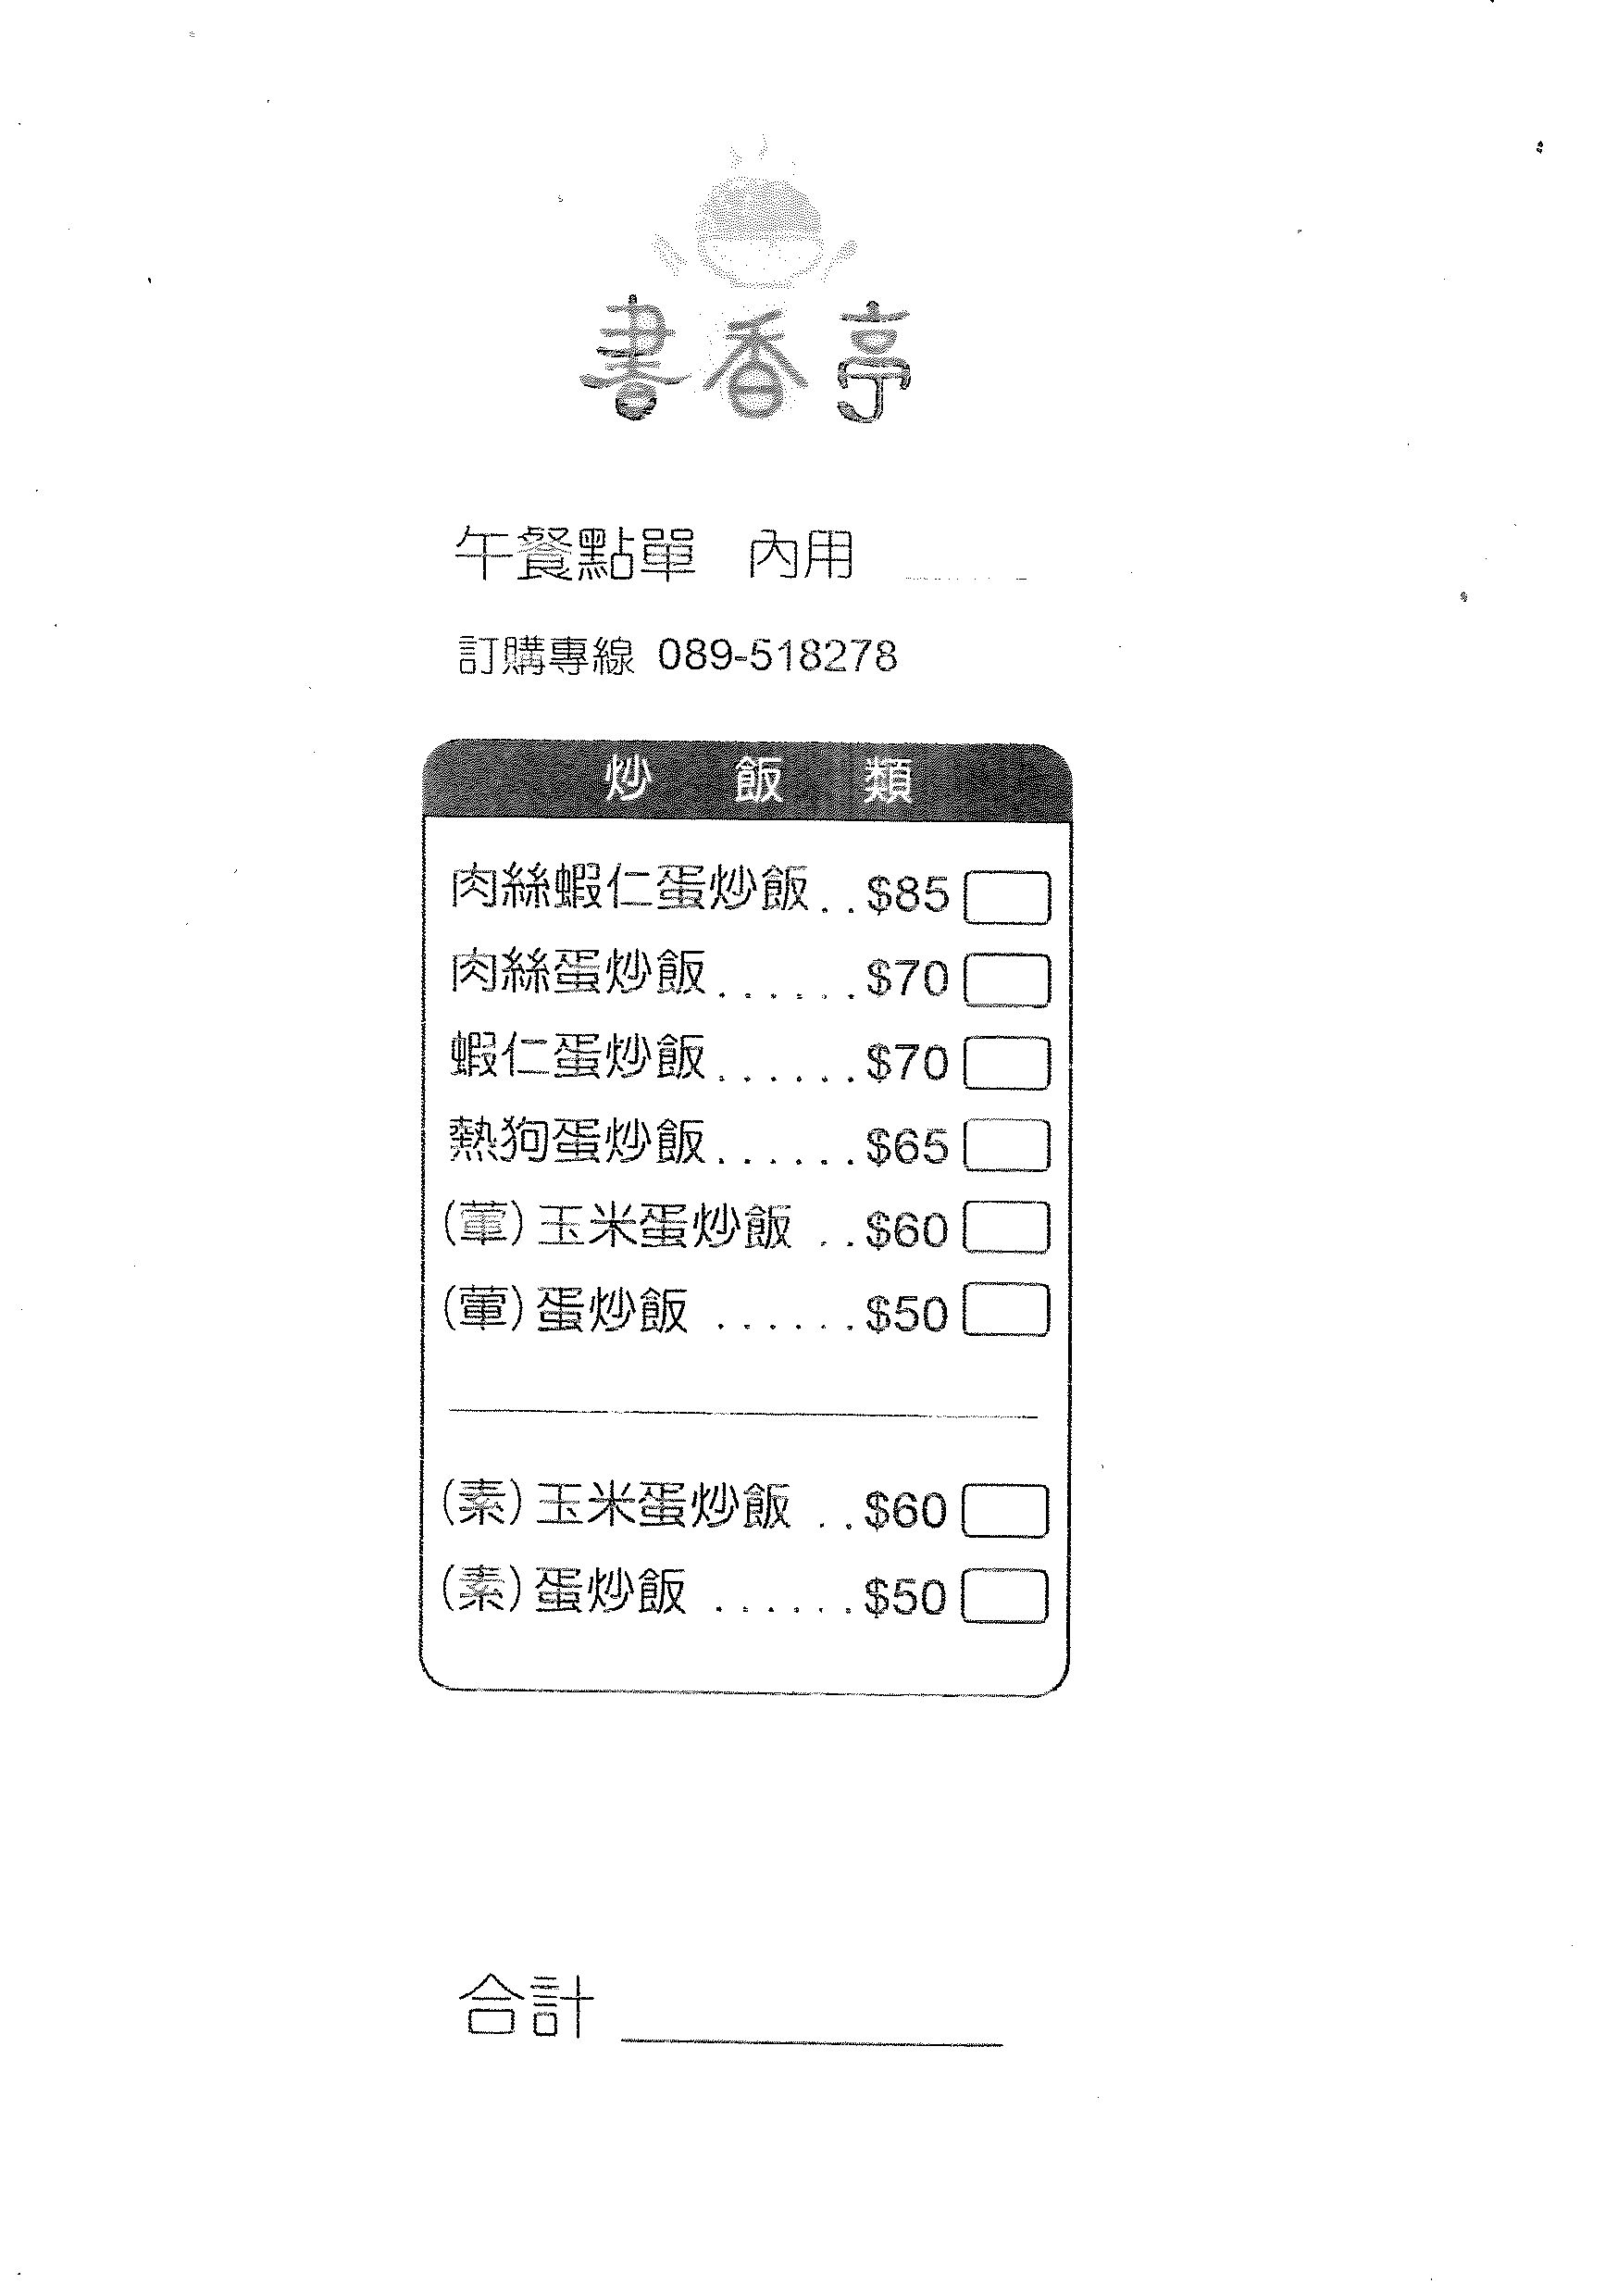 書香亭
午餐點單 內用
訂購專線 089-518278
炒 飯 類
肉絲蝦仁蛋炒飯..$85
肉絲蛋炒飯......$70
蝦仁蛋炒飯......$70
熱狗蛋炒飯......$65
(葷)玉米蛋炒飯 ..$60
(葷)蛋炒飯 ......$50
(素)玉米蛋炒飯 ..$60
(素)蛋炒飯 ......$50
合計